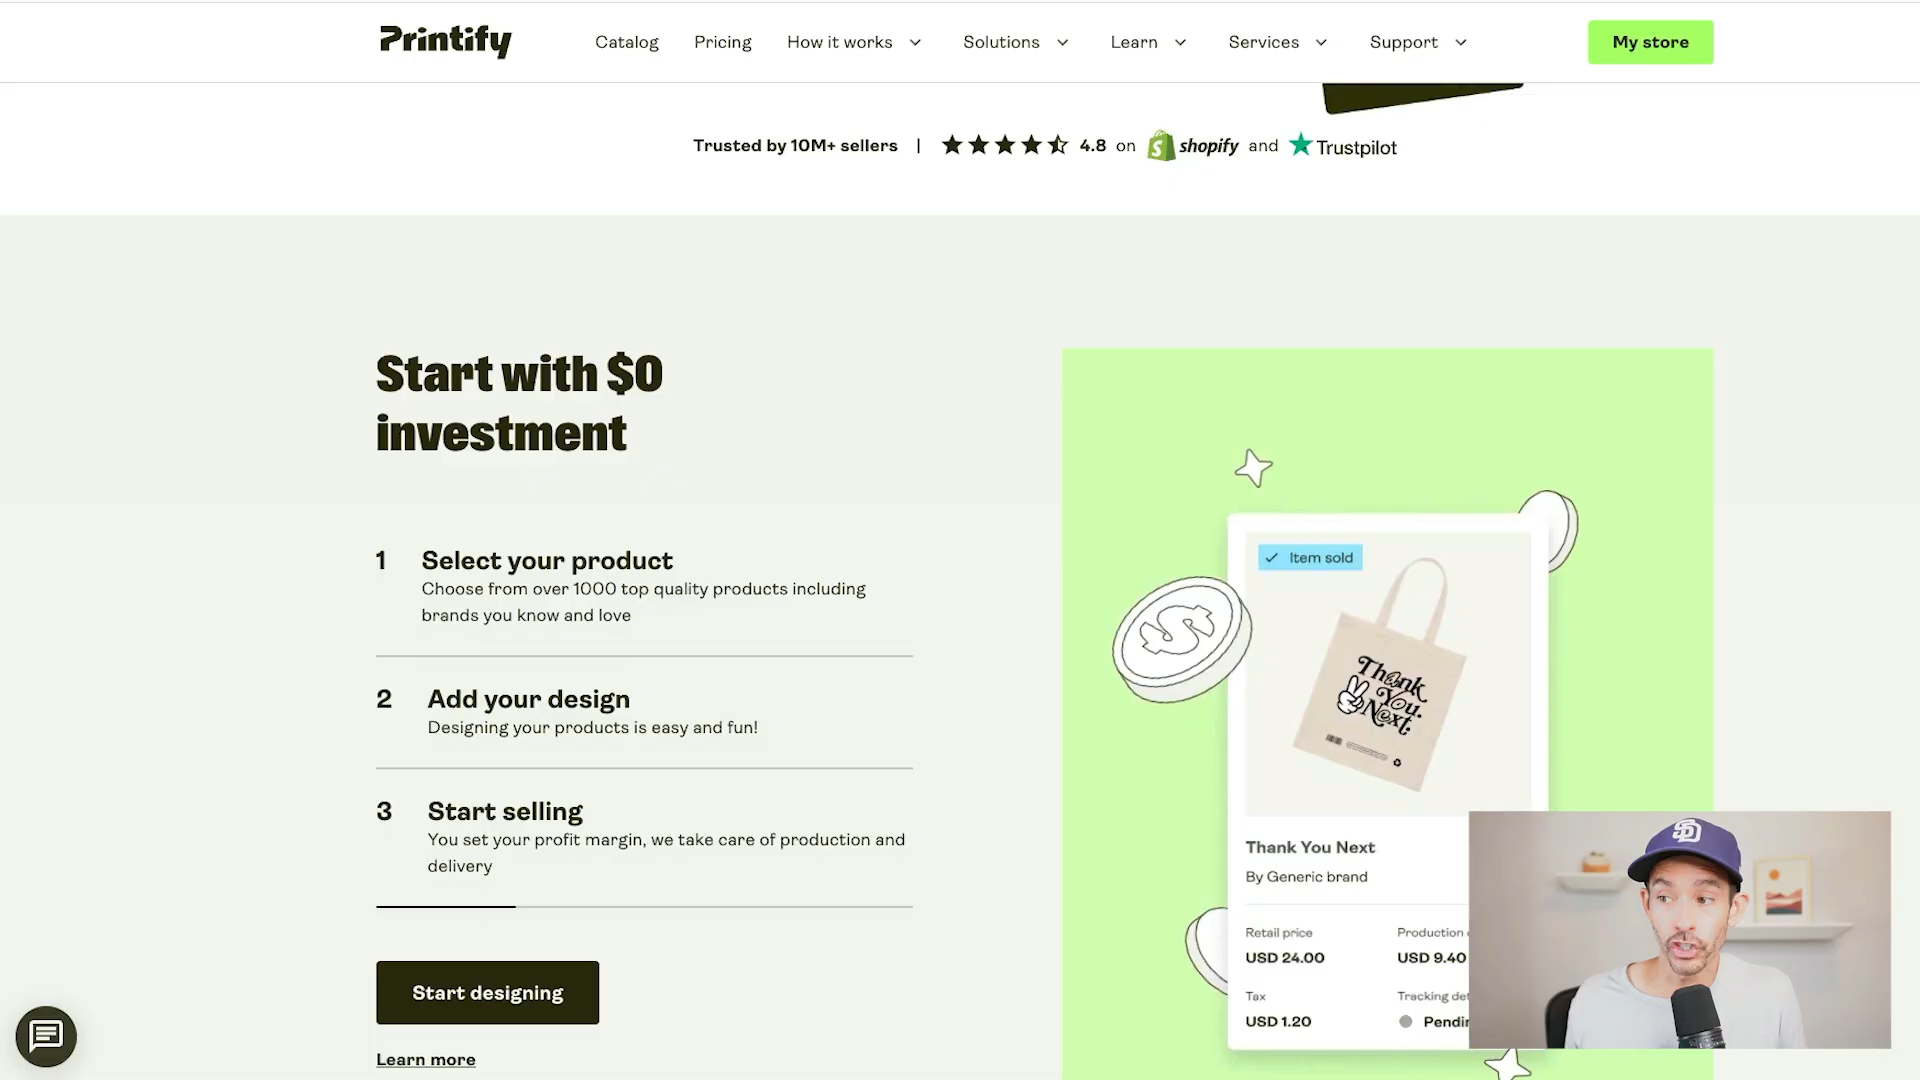 Printify
Catalog
Pricing
How it works
Solutions
Learn
Services
Support
My store
Trusted by 10M+ sellers | 4.8 on shopify and Trustpilot
Start with $0
investment
1 Select your product
Choose from over 1000 top quality products including
brands you know and love
2 Add your design
Designing your products is easy and fun!
3 Start selling
You set your profit margin, we take care of production and
delivery
Start designing
Learn more
Item sold
Thank
You.
Next.
Thank You Next
By Generic brand
Retail price
USD 24.00
Production
USD 9.40
Tax
USD 1.20
Tracking
SD